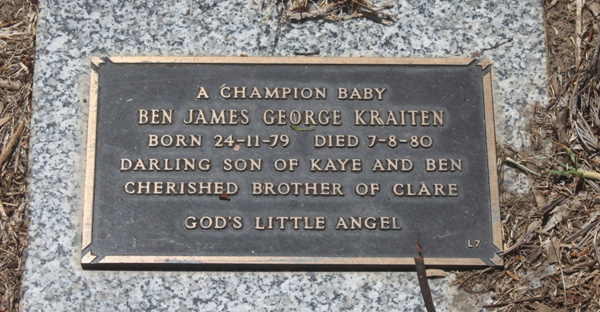 A CHAMPION BABY
BEN JAMES GEORGE KRAITEN
BORN 24-11-79 DIED 7-8-80
DARLING SON OF KAYE AND BEN
CHERISHED BROTHER OF CLARE
GOD'S LITTLE ANGEL
L7